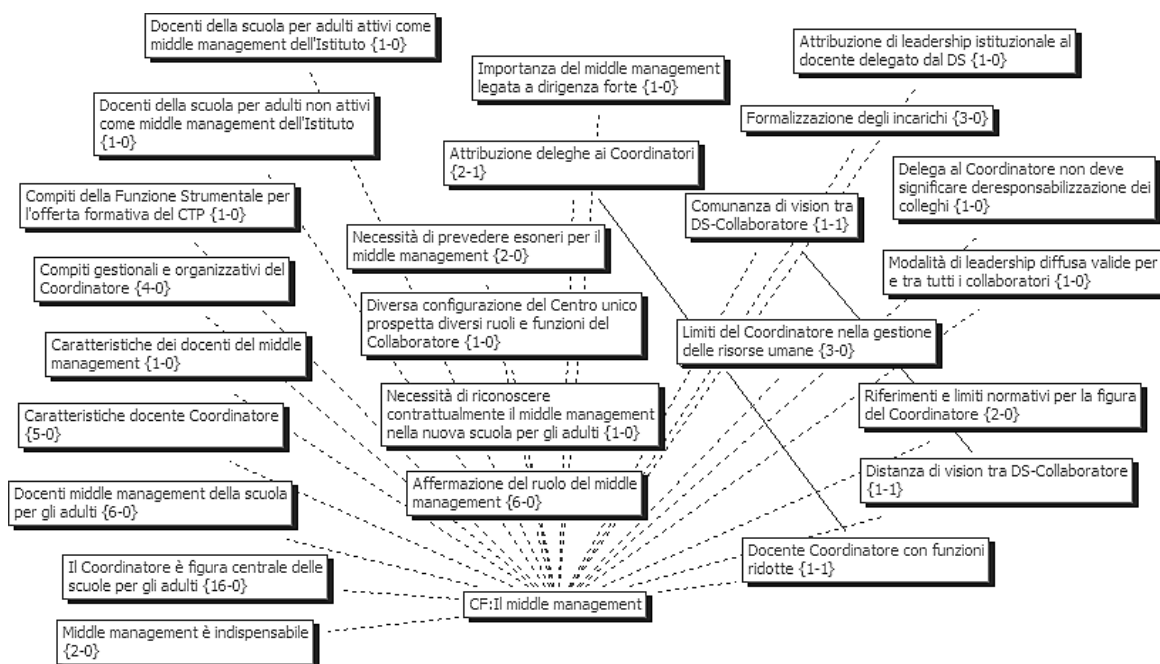 Docenti della scuola per adulti attivi come
middle management dell'Istituto {1-0}
Attribuzione di leadership istituzionale al
docente delegato dal DS {1-0}
Importanza del middle management
legata a dirigenza forte {1-0}
Docenti della scuola per adulti non attivi
come middle management dell'Istituto
{1-0}
Formalizzazione degli incarichi {3-0}
Attribuzione deleghe ai Coordinatori
{2-1}
Delega al Coordinatore non deve
significare deresponsabilizzazione dei
colleghi {1-0}
Compiti della Funzione Strumentale per
l'offerta formativa del CTP {1-0}
Comunanza di vision tra
DS-Collaboratore {1-1}
Necessità di prevedere esoneri per il
middle management {2-0}
Modalità di leadership diffusa valide per
e tra tutti i collaboratori {1-0}
Compiti gestionali e organizzativi del
Coordinatore {4-0}
Diversa configurazione del Centro unico
prospetta diversi ruoli e funzioni del
Collaboratore {1-0}
Limiti del Coordinatore nella gestione
delle risorse umane {3-0}
Caratteristiche dei docenti del middle
management {1-0}
Necessità di riconoscere
contrattualmente il middle management
nella nuova scuola per gli adulti {1-0}
Riferimenti e limiti normativi per la figura
del Coordinatore {2-0}
Caratteristiche docente Coordinatore
{5-0}
Affermazione del ruolo del middle
management {6-0}
Distanza di vision tra DS-Collaboratore
{1-1}
Docenti middle management della scuola
per gli adulti {6-0}
Docente Coordinatore con funzioni
ridotte {1-1}
Il Coordinatore è figura centrale delle
scuole per gli adulti {16-0}
CF:Il middle management
Middle management è indispensabile
{2-0}